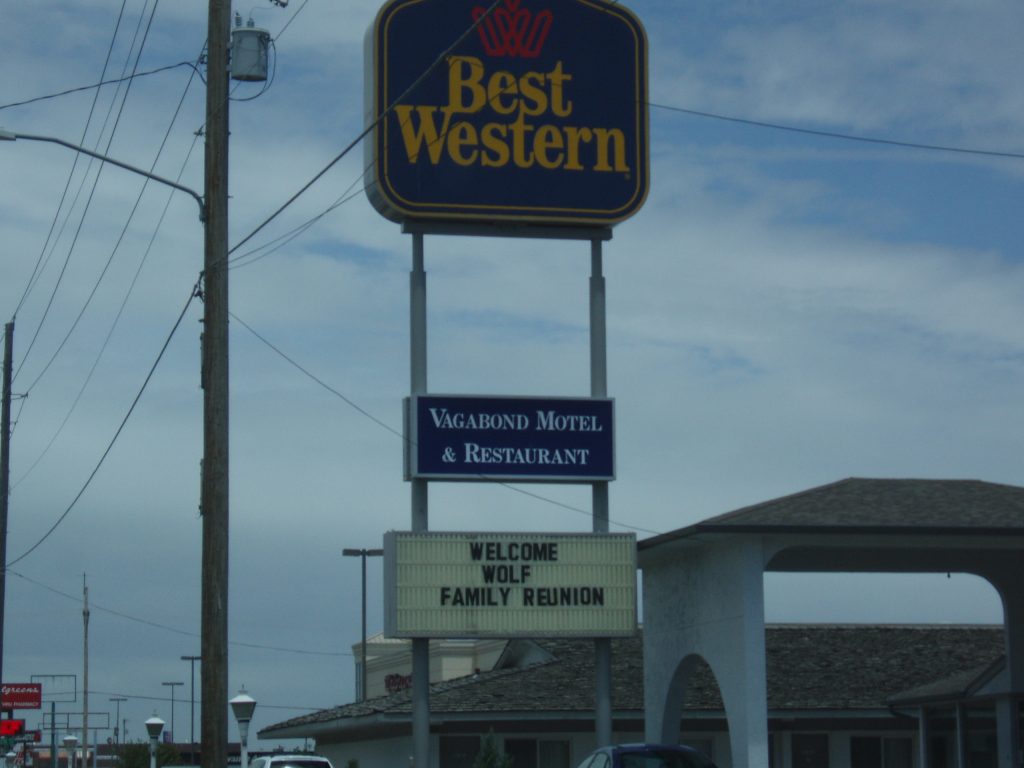 Best
Western
VAGABOND MOTEL
& RESTAURANT
WELCOME
WOLF
FAMILY REUNION